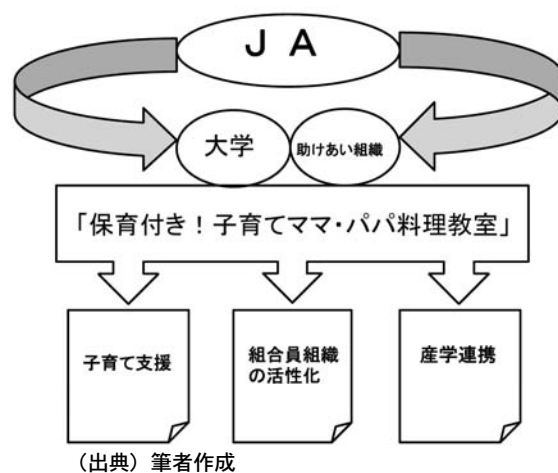 JA
大学
助けあい組織
「保育付き！子育てママ・パパ料理教室」
子育て支援
組合員組織
の活性化
産学連携
（出典）筆者作成